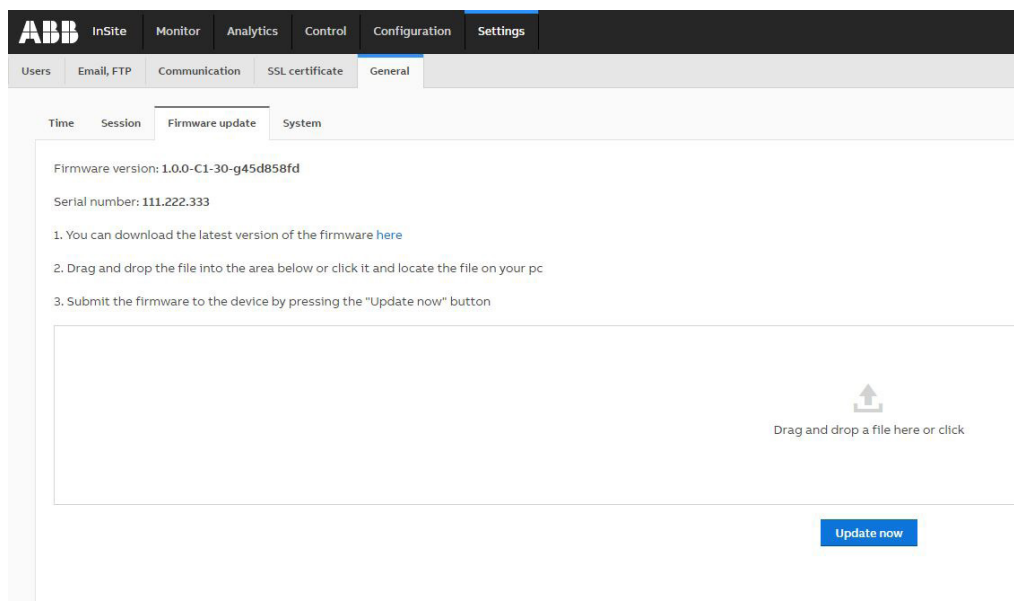 ABB InSite Monitor Analytics Control Configuration Settings
Users Email, FTP Communication SSL certificate General
Time Session Firmware update System
Firmware version: 1.0.0-C1-30-g45d858fd
Serial number: 111.222.333
1. You can download the latest version of the firmware here
2. Drag and drop the file into the area below or click it and locate the file on your pc
3. Submit the firmware to the device by pressing the "Update now" button
Drag and drop a file here or click
Update now